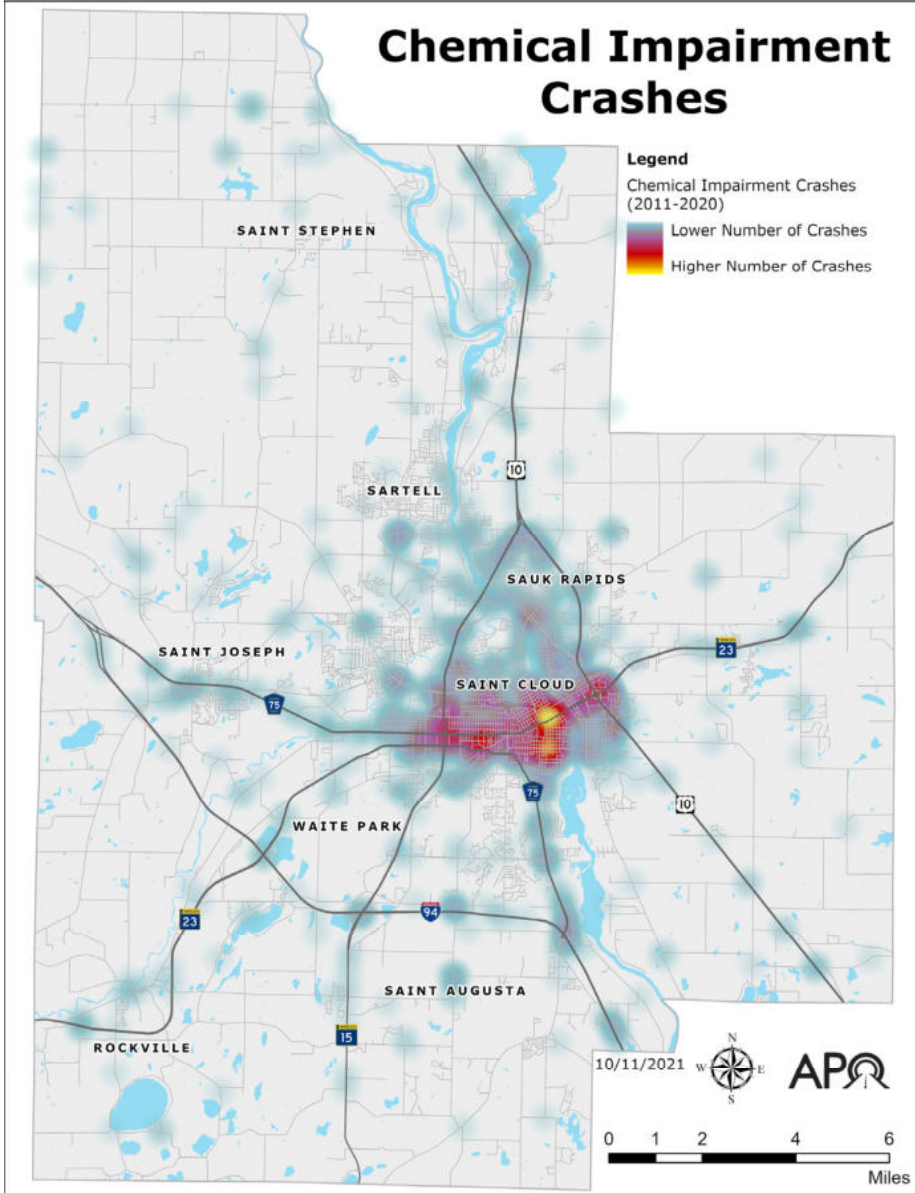 Chemical Impairment
Crashes
Legend
Chemical Impairment Crashes
(2011-2020)
Lower Number of Crashes
Higher Number of Crashes
SAINT STEPHEN
10
SARTELL
SAUK RAPIDS
23
SAINT JOSEPH
SAINT CLOUD
75
75
10
WAITE PARK
23
94
SAINT AUGUSTA
15
ROCKVILLE
10/11/2021
N
W E
S
APO
0 1 2 4 6
Miles